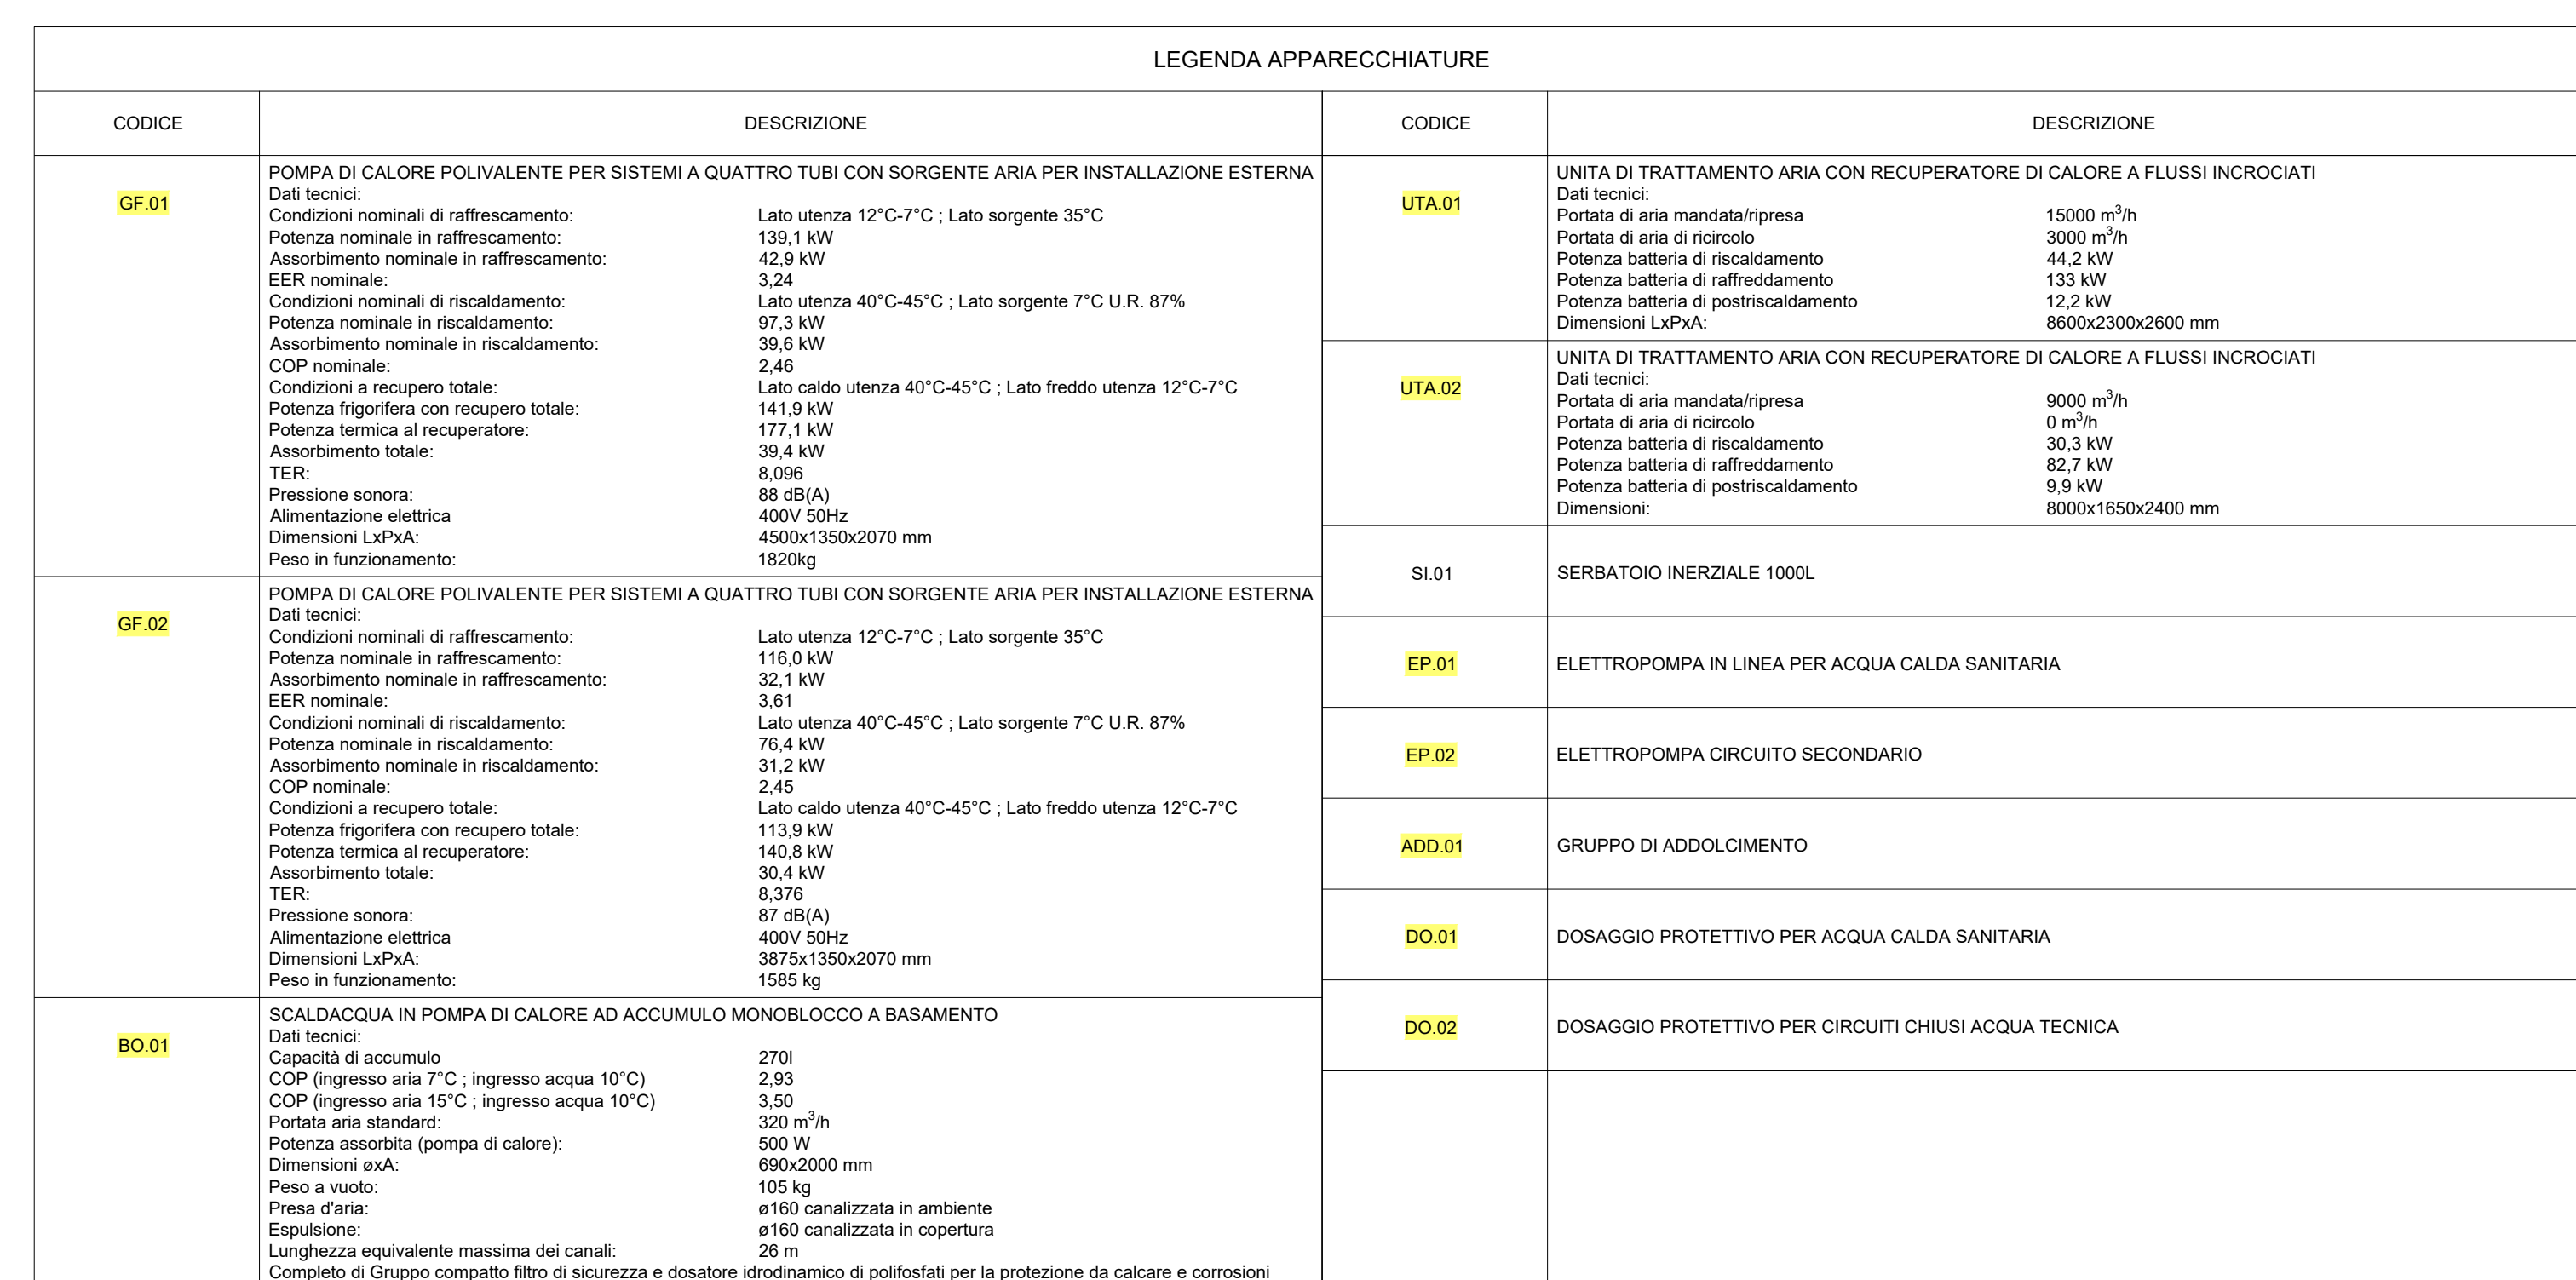 LEGENDA APPARECCHIATURE
CODICE
DESCRIZIONE
GF.01
POMPA DI CALORE POLIVALENTE PER SISTEMI A QUATTRO TUBI CON SORGENTE ARIA PER INSTALLAZIONE ESTERNA
Dati tecnici:
Condizioni nominali di raffrescamento: Lato utenza 12°C-7°C ; Lato sorgente 35°C
Potenza nominale in raffrescamento: 139,1 kW
Assorbimento nominale in raffrescamento: 42,9 kW
EER nominale: 3,24
Condizioni nominali di riscaldamento: Lato utenza 40°C-45°C ; Lato sorgente 7°C U.R. 87%
Potenza nominale in riscaldamento: 97,3 kW
Assorbimento nominale in riscaldamento: 39,6 kW
COP nominale: 2,46
Condizioni a recupero totale: Lato caldo utenza 40°C-45°C ; Lato freddo utenza 12°C-7°C
Potenza frigorifera con recupero totale: 141,9 kW
Potenza termica al recuperatore: 177,1 kW
Assorbimento totale: 39,4 kW
TER: 8,096
Pressione sonora: 88 dB(A)
Alimentazione elettrica 400V 50Hz
Dimensioni LxPxA: 4500x1350x2070 mm
Peso in funzionamento: 1820kg
GF.02
POMPA DI CALORE POLIVALENTE PER SISTEMI A QUATTRO TUBI CON SORGENTE ARIA PER INSTALLAZIONE ESTERNA
Dati tecnici:
Condizioni nominali di raffrescamento: Lato utenza 12°C-7°C ; Lato sorgente 35°C
Potenza nominale in raffrescamento: 116,0 kW
Assorbimento nominale in raffrescamento: 32,1 kW
EER nominale: 3,61
Condizioni nominali di riscaldamento: Lato utenza 40°C-45°C ; Lato sorgente 7°C U.R. 87%
Potenza nominale in riscaldamento: 76,4 kW
Assorbimento nominale in riscaldamento: 31,2 kW
COP nominale: 2,45
Condizioni a recupero totale: Lato caldo utenza 40°C-45°C ; Lato freddo utenza 12°C-7°C
Potenza frigorifera con recupero totale: 113,9 kW
Potenza termica al recuperatore: 140,8 kW
Assorbimento totale: 30,4 kW
TER: 8,376
Pressione sonora: 87 dB(A)
Alimentazione elettrica 400V 50Hz
Dimensioni LxPxA: 3875x1350x2070 mm
Peso in funzionamento: 1585 kg
BO.01
SCALDACQUA IN POMPA DI CALORE AD ACCUMULO MONOBLOCCO A BASAMENTO
Dati tecnici:
Capacità di accumulo 270l
COP (ingresso aria 7°C ; ingresso acqua 10°C) 2,93
COP (ingresso aria 15°C ; ingresso acqua 10°C) 3,50
Portata aria standard: 320 m³/h
Potenza assorbita (pompa di calore): 500 W
Dimensioni øxA: 690x2000 mm
Peso a vuoto: 105 kg
Presa d'aria: ø160 canalizzata in ambiente
Espulsione: ø160 canalizzata in copertura
Lunghezza equivalente massima dei canali: 26 m
Completo di Gruppo compatto filtro di sicurezza e dosatore idrodinamico di polifosfati per la protezione da calcare e corrosioni
CODICE
DESCRIZIONE
UTA.01
UNITA DI TRATTAMENTO ARIA CON RECUPERATORE DI CALORE A FLUSSI INCROCIATI
Dati tecnici:
Portata di aria mandata/ripresa 15000 m³/h
Portata di aria di ricircolo 3000 m³/h
Potenza batteria di riscaldamento 44,2 kW
Potenza batteria di raffreddamento 133 kW
Potenza batteria di postriscaldamento 12,2 kW
Dimensioni LxPxA: 8600x2300x2600 mm
UTA.02
UNITA DI TRATTAMENTO ARIA CON RECUPERATORE DI CALORE A FLUSSI INCROCIATI
Dati tecnici:
Portata di aria mandata/ripresa 9000 m³/h
Portata di aria di ricircolo 0 m³/h
Potenza batteria di riscaldamento 30,3 kW
Potenza batteria di raffreddamento 82,7 kW
Potenza batteria di postriscaldamento 9,9 kW
Dimensioni: 8000x1650x2400 mm
SI.01
SERBATOIO INERZIALE 1000L
EP.01
ELETTROPOMPA IN LINEA PER ACQUA CALDA SANITARIA
EP.02
ELETTROPOMPA CIRCUITO SECONDARIO
ADD.01
GRUPPO DI ADDOLCIMENTO
DO.01
DOSAGGIO PROTETTIVO PER ACQUA CALDA SANITARIA
DO.02
DOSAGGIO PROTETTIVO PER CIRCUITI CHIUSI ACQUA TECNICA